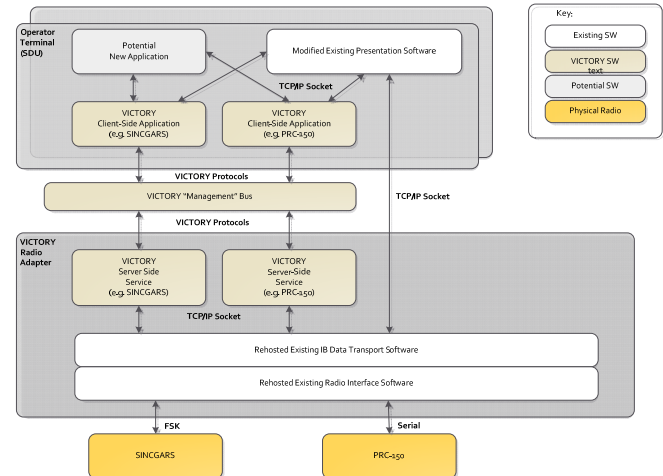 Operator
Terminal
(SDU)
Potential
New Application
Modified Existing Presentation Software
TCP/IP Socket
VICTORY
Client-Side Application
(e.g. SINCGARS)
VICTORY
Client-Side Application
(e.g. PRC-150)
VICTORY Protocols
VICTORY "Management" Bus
TCP/IP Socket
VICTORY Protocols
VICTORY
Radio
Adapter
VICTORY
Server Side
Service
(e.g. SINCGARS)
VICTORY
Server-Side
Service
(e.g. PRC-150)
TCP/IP Socket
Rehosted Existing IB Data Transport Software
Rehosted Existing Radio Interface Software
FSK
Serial
SINCGARS
PRC-150
Key:
Existing SW
VICTORY SW
text
Potential SW
Physical Radio